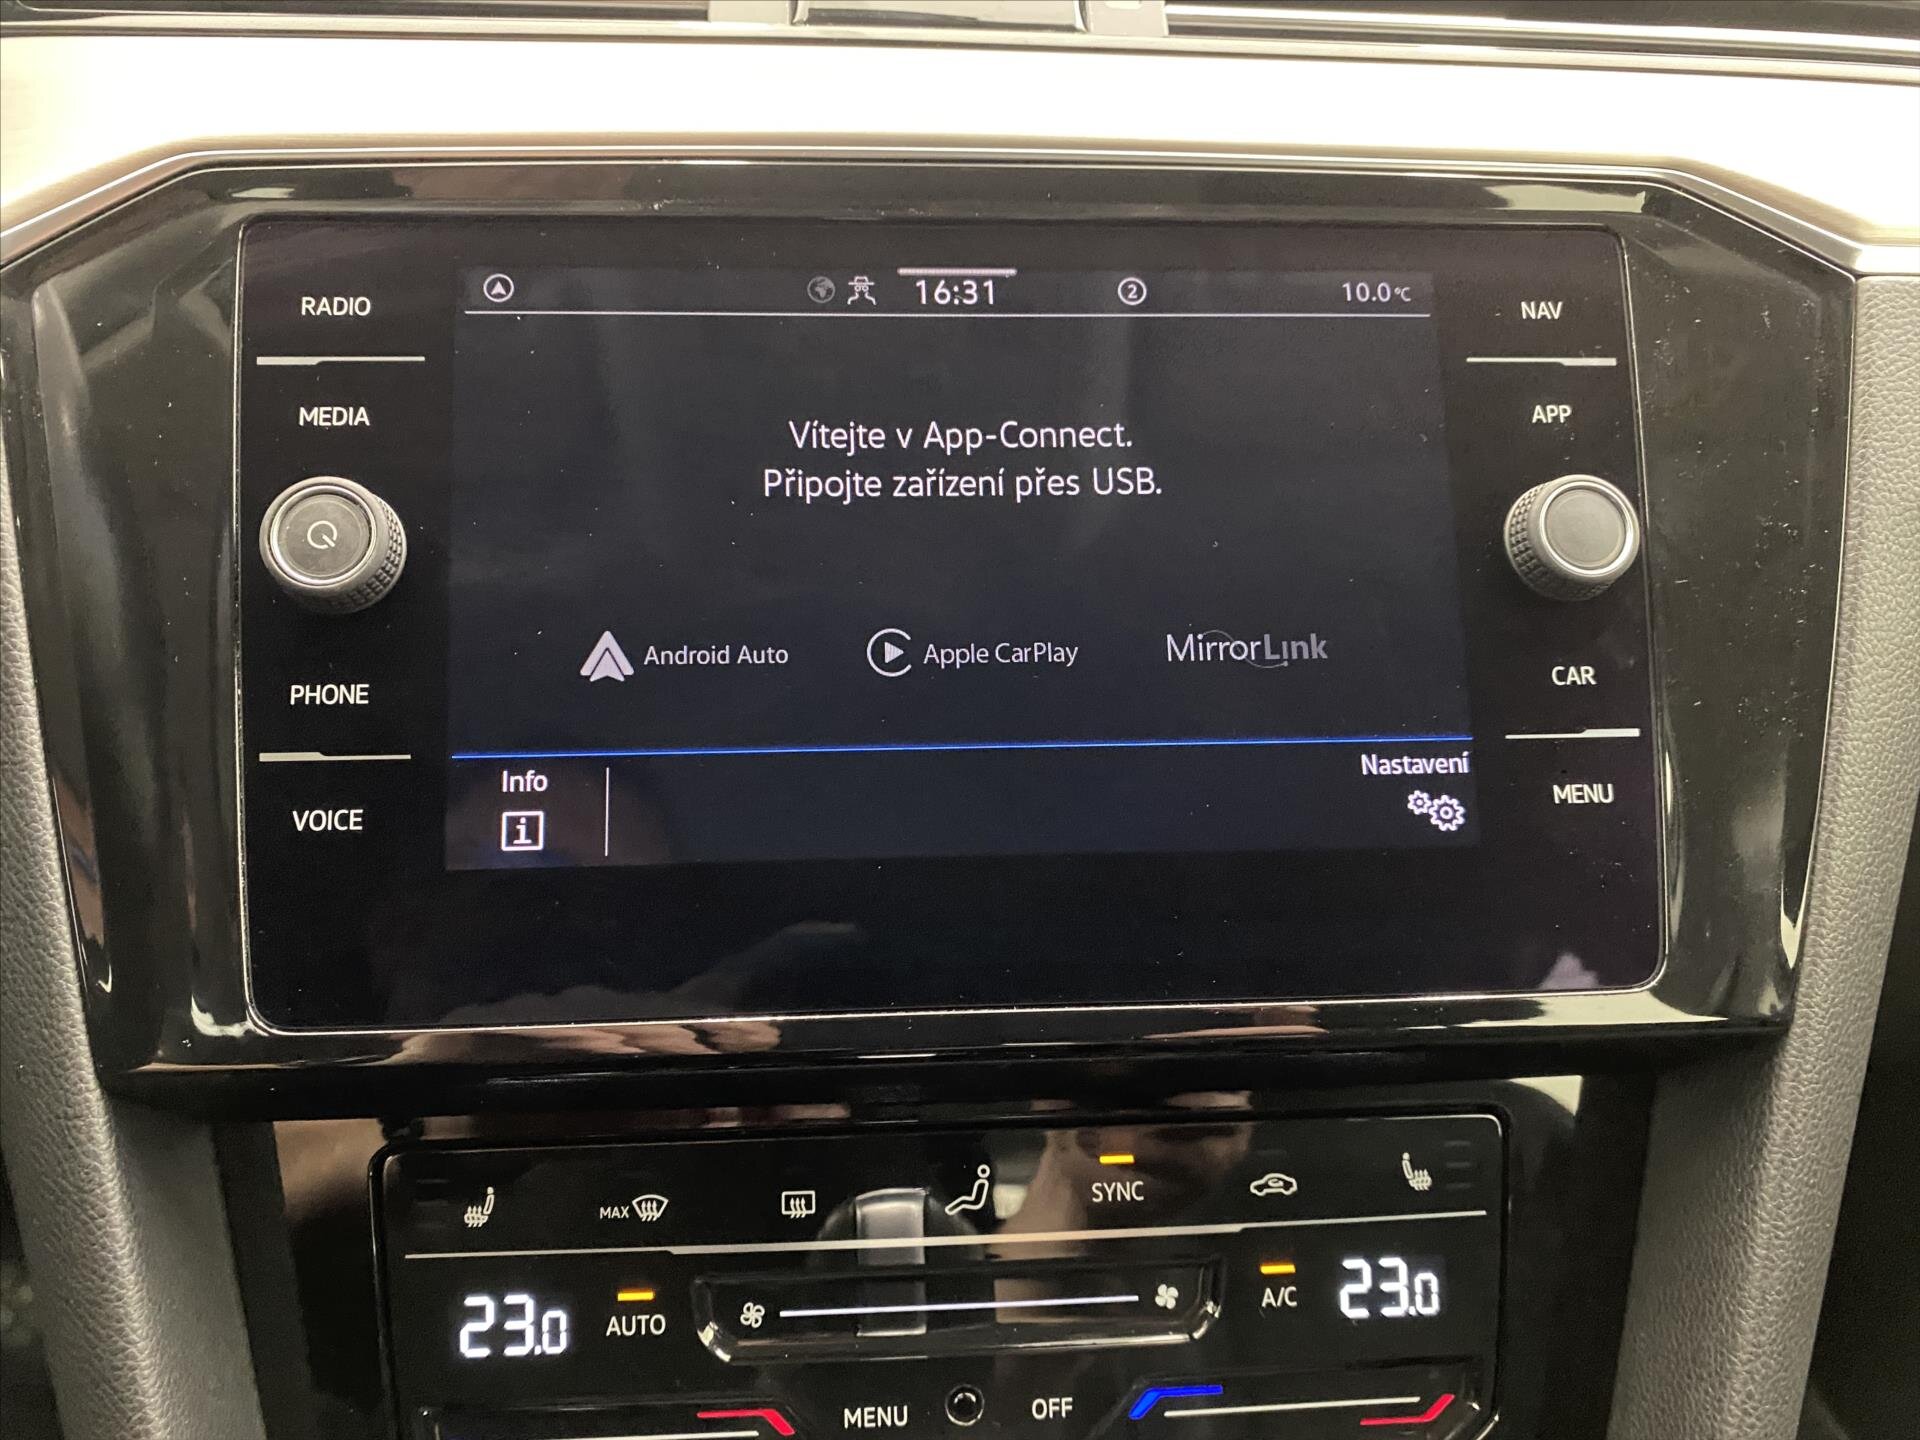 RADIO
MEDIA
PHONE
VOICE
16:31
2
10.0°C
Vítejte v App-Connect.
Připojte zařízení přes USB.
Android Auto
Apple CarPlay
MirrorLink
Info
i
Nastavení
NAV
APP
CAR
MENU
MAX
SYNC
23.0
AUTO
A/C
23.0
MENU
OFF